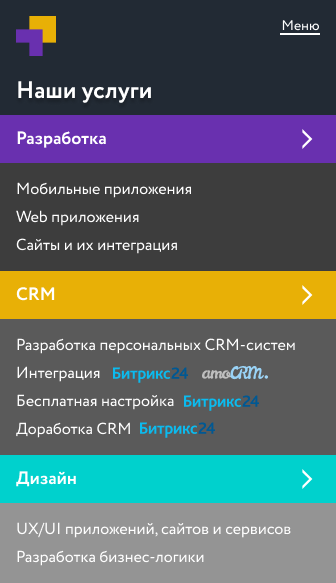 Меню
Наши услуги
Разработка
Мобильные приложения
Web приложения
Сайты и их интеграция
CRM
Разработка персональных CRM-систем
Интеграция Битрикс24 amoCRM.
Бесплатная настройка Битрикс24
Доработка CRM Битрикс24
Дизайн
UX/UI приложений, сайтов и сервисов
Разработка бизнес-логики